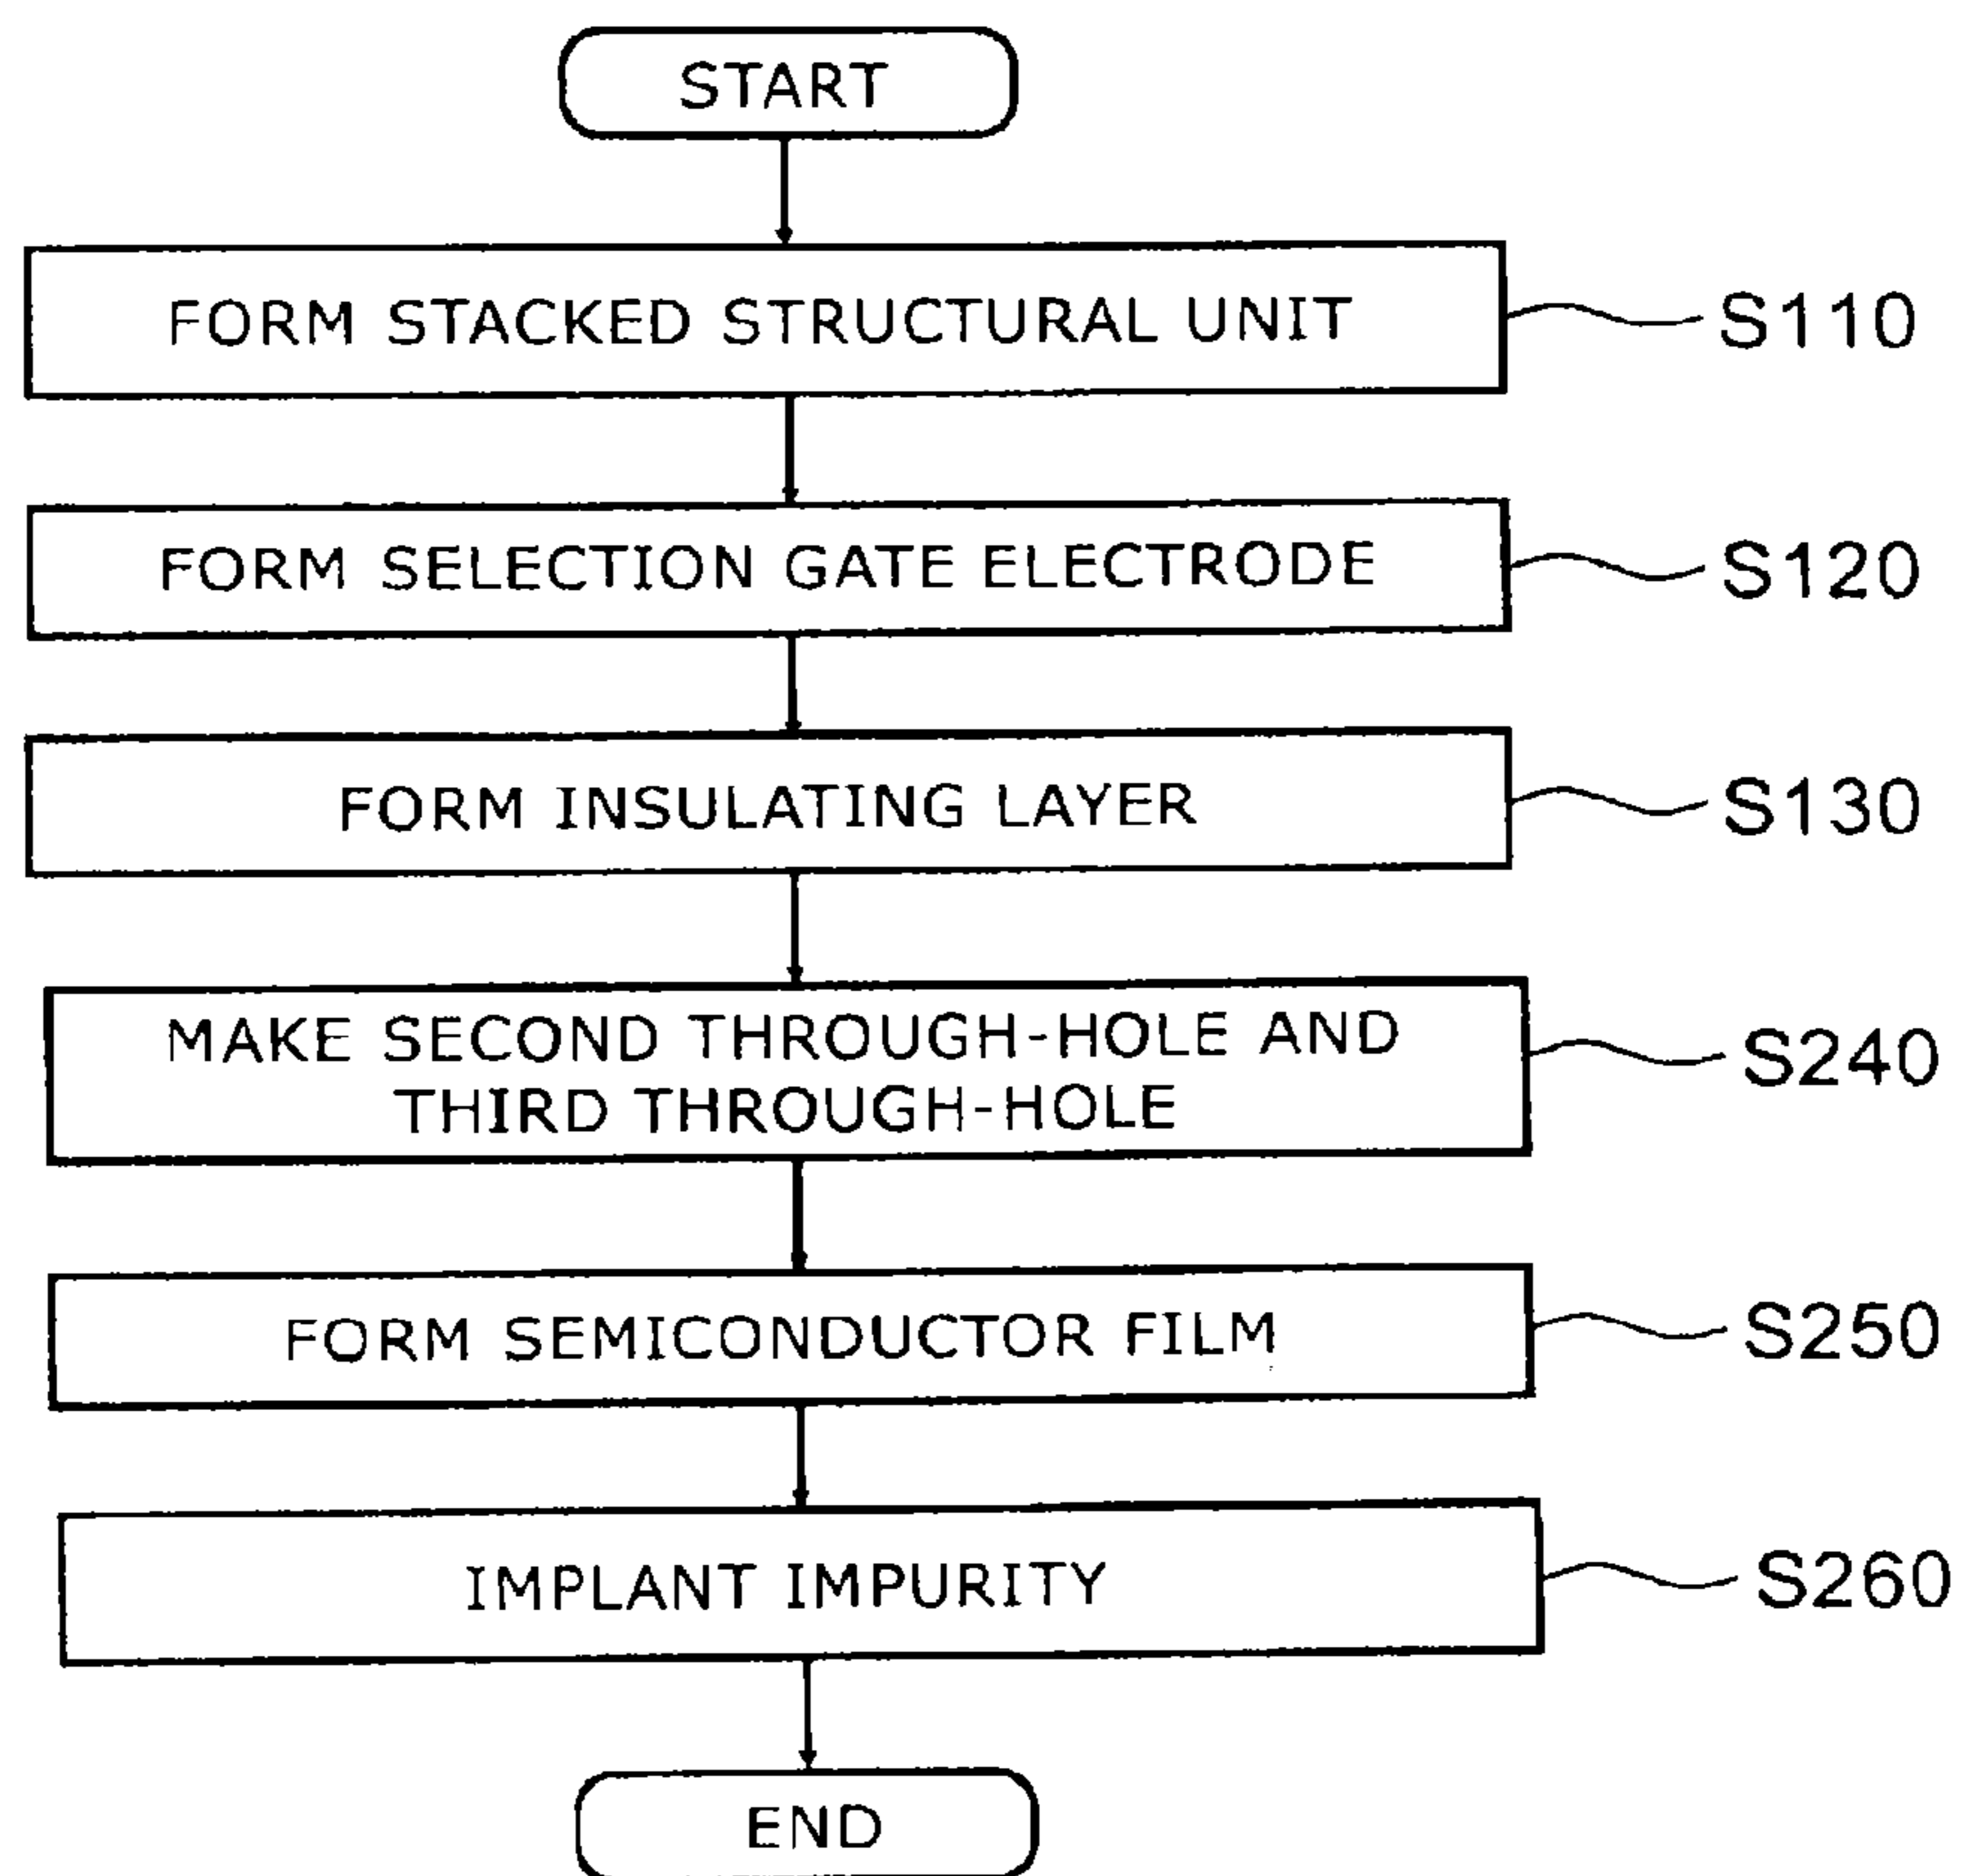 START
FORM STACKED STRUCTURAL UNIT
S110
FORM SELECTION GATE ELECTRODE
S120
FORM INSULATING LAYER
S130
MAKE SECOND THROUGH-HOLE AND
THIRD THROUGH-HOLE
S240
FORM SEMICONDUCTOR FILM
S250
IMPLANT IMPURITY
S260
END